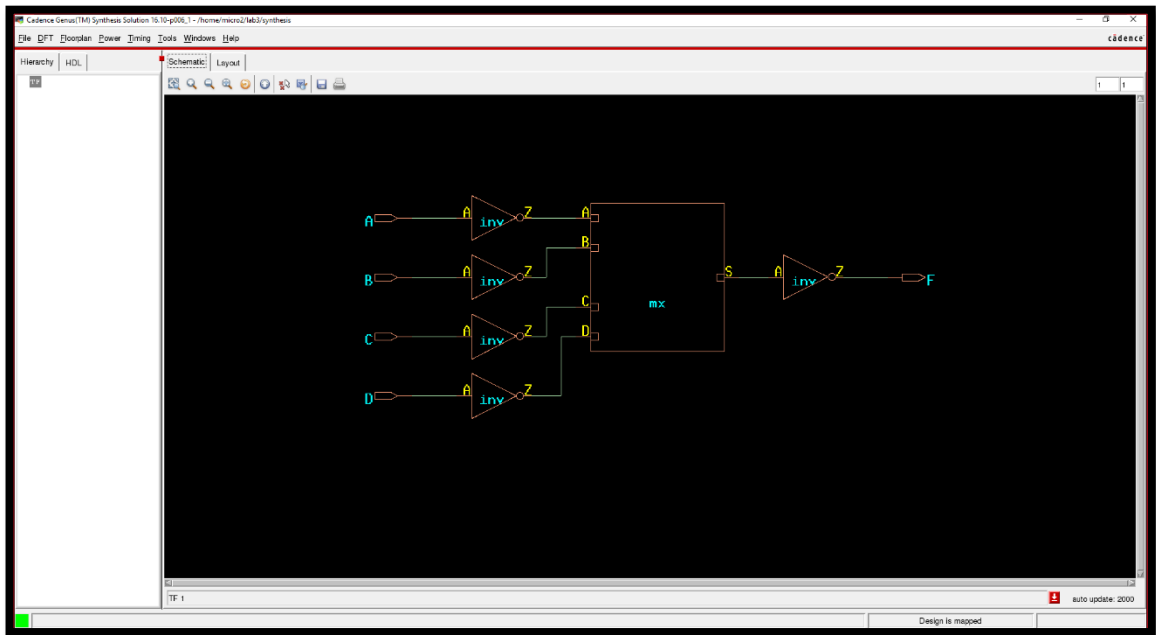 Cadence Genus(TM) Synthesis Solution 16.10-p006_1 - /home/micro2/lab3/synthesis
File DFT Floorplan Power Timing Tools Windows Help
cādence
Hierarchy HDL
Schematic Layout
1 1
A A inv Z A
B A inv Z B
C A inv Z C
D A inv Z D
mx
S A inv Z F
TF 1
auto update: 2000
Design is mapped